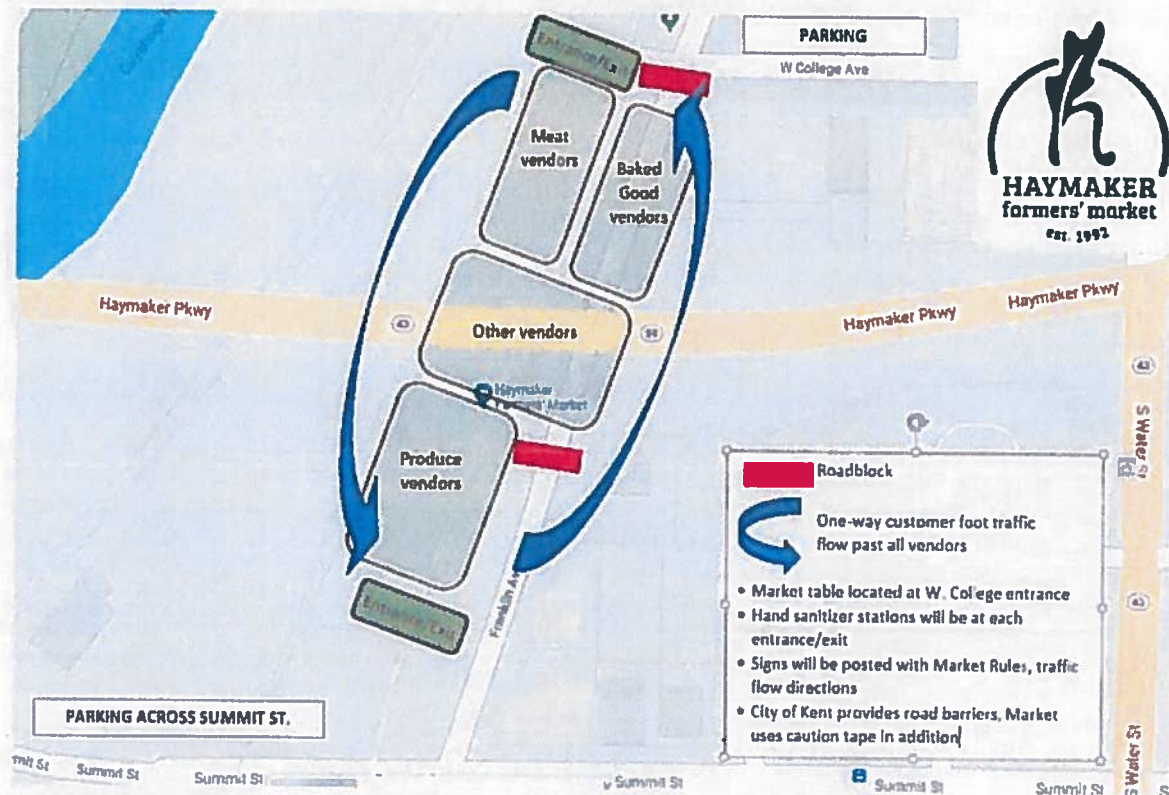 PARKING
W College Ave
Entrance/Exit
Meat
vendors
Baked
Good
vendors
HAYMAKER
farmers' market
est. 1992
Haymaker Pkwy
Other vendors
Haymaker Pkwy
Haymaker Pkwy
Haymaker
Farmers' Market
Produce
vendors
S Water St
Roadblock
One-way customer foot traffic
flow past all vendors
• Market table located at W. College entrance
• Hand sanitizer stations will be at each
entrance/exit
• Signs will be posted with Market Rules, traffic
flow directions
• City of Kent provides road barriers, Market
uses caution tape in addition
Entrance/Exit
Franklin Ave
PARKING ACROSS SUMMIT ST.
S Water St
Summit St
Summit St
Summit St
Summit St
Summit St